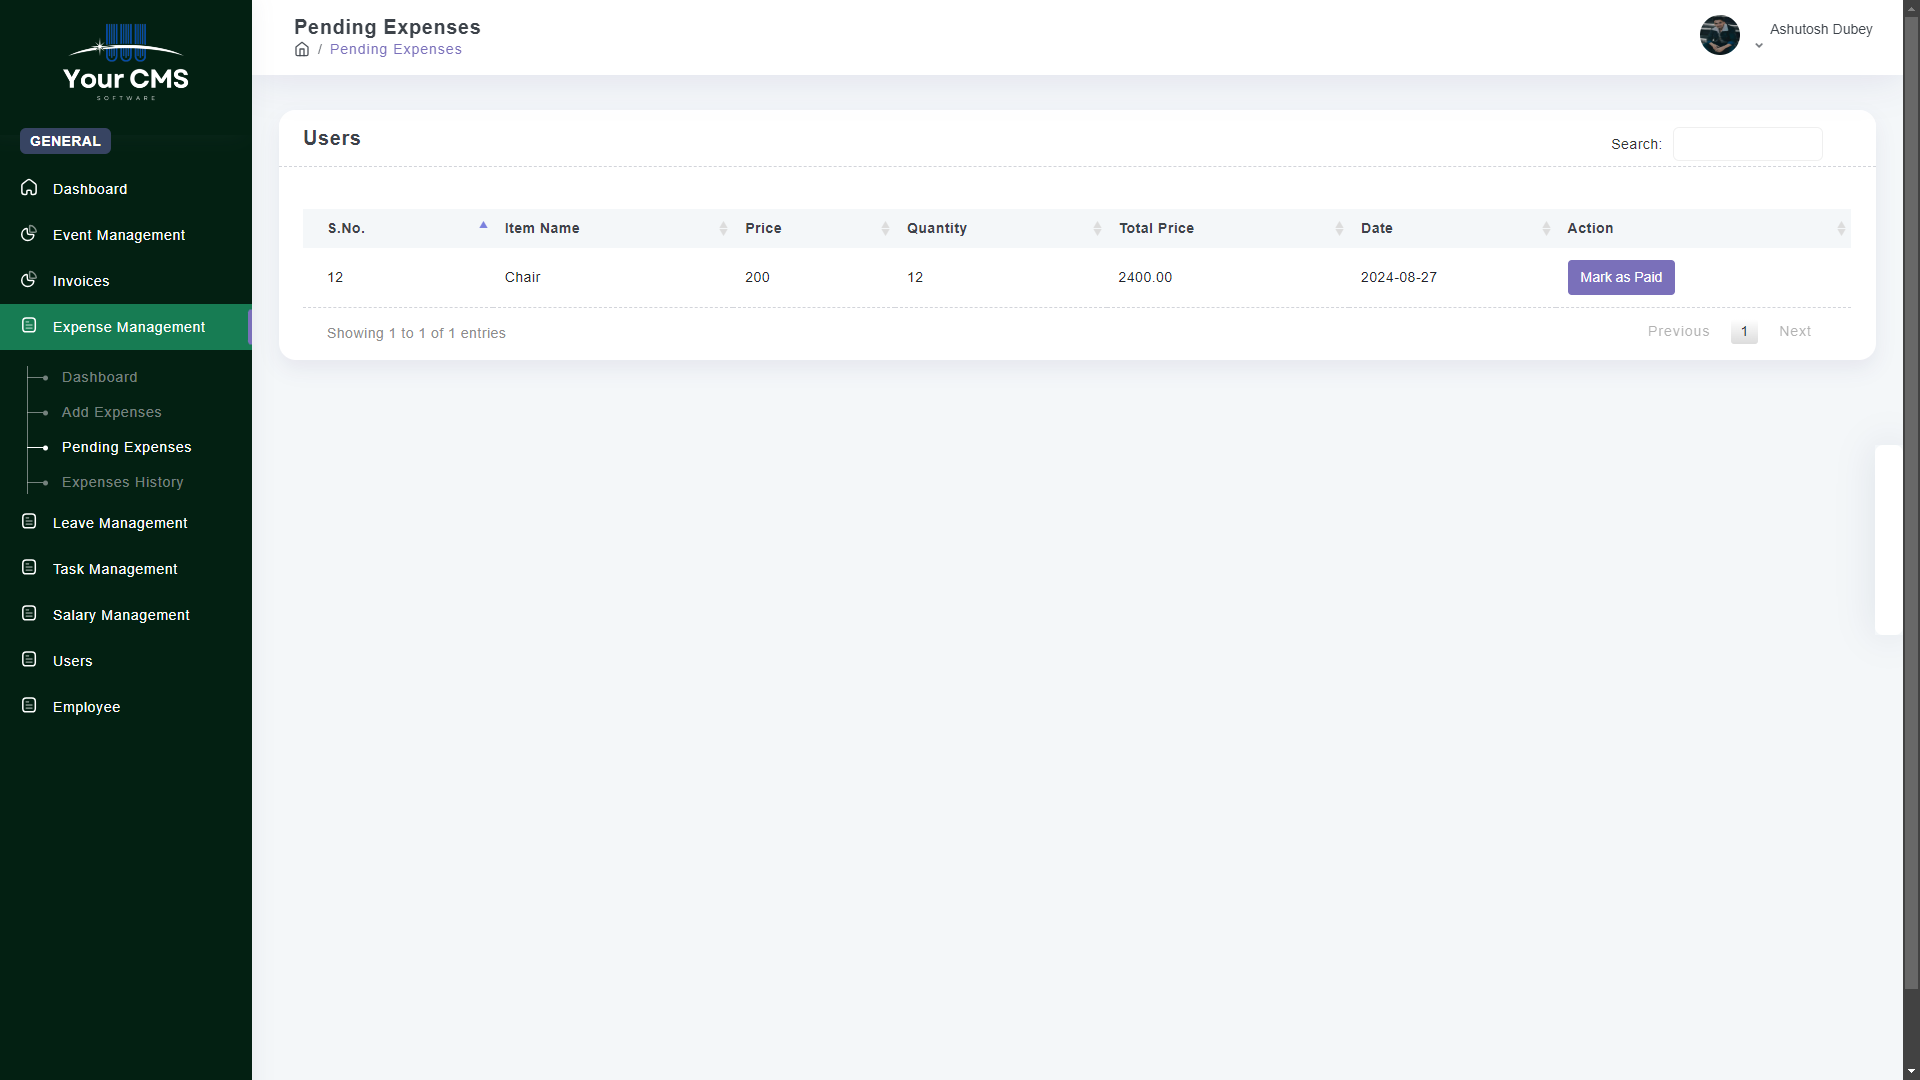 Your CMS
SOFTWARE
GENERAL
Dashboard
Event Management
Invoices
Expense Management
Dashboard
Add Expenses
Pending Expenses
Expenses History
Leave Management
Task Management
Salary Management
Users
Employee
Pending Expenses
/ Pending Expenses
Ashutosh Dubey
Users
Search:
S.No. Item Name Price Quantity Total Price Date Action
12 Chair 200 12 2400.00 2024-08-27 Mark as Paid
Showing 1 to 1 of 1 entries
Previous 1 Next